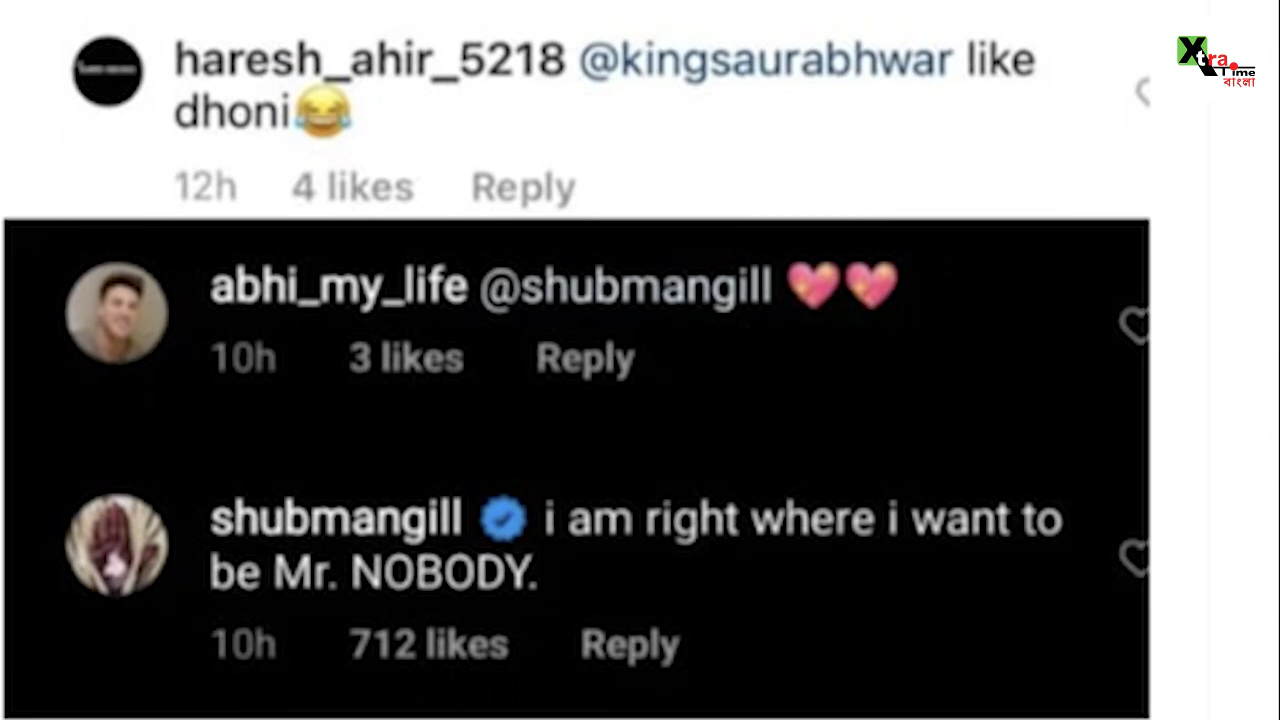 haresh_ahir_5218 @kingsaurabhwar like
dhoni😂
12h 4 likes Reply
abhi_my_life @shubmangill 💖💖
10h 3 likes Reply
shubmangill i am right where i want to
be Mr. NOBODY.
10h 712 likes Reply
Xtra
Time
বাংলা